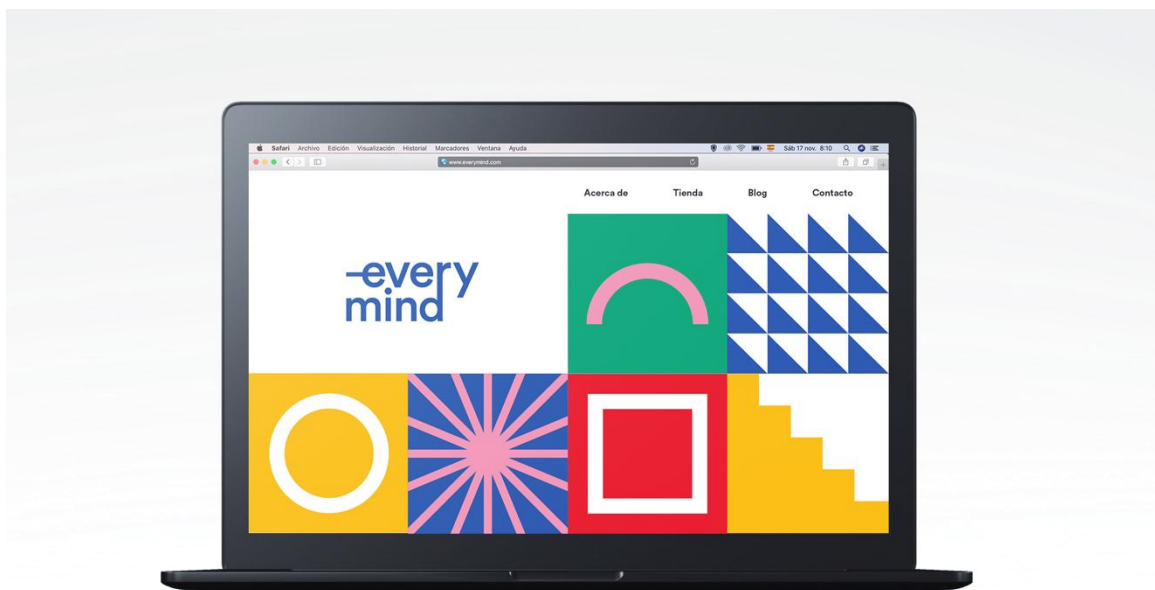 Safari Archivo Edición Visualización Historial Marcadores Ventana Ayuda Sáb 17 nov. 8:10
www.everymind.com
Acerca de Tienda Blog Contacto
every
mind